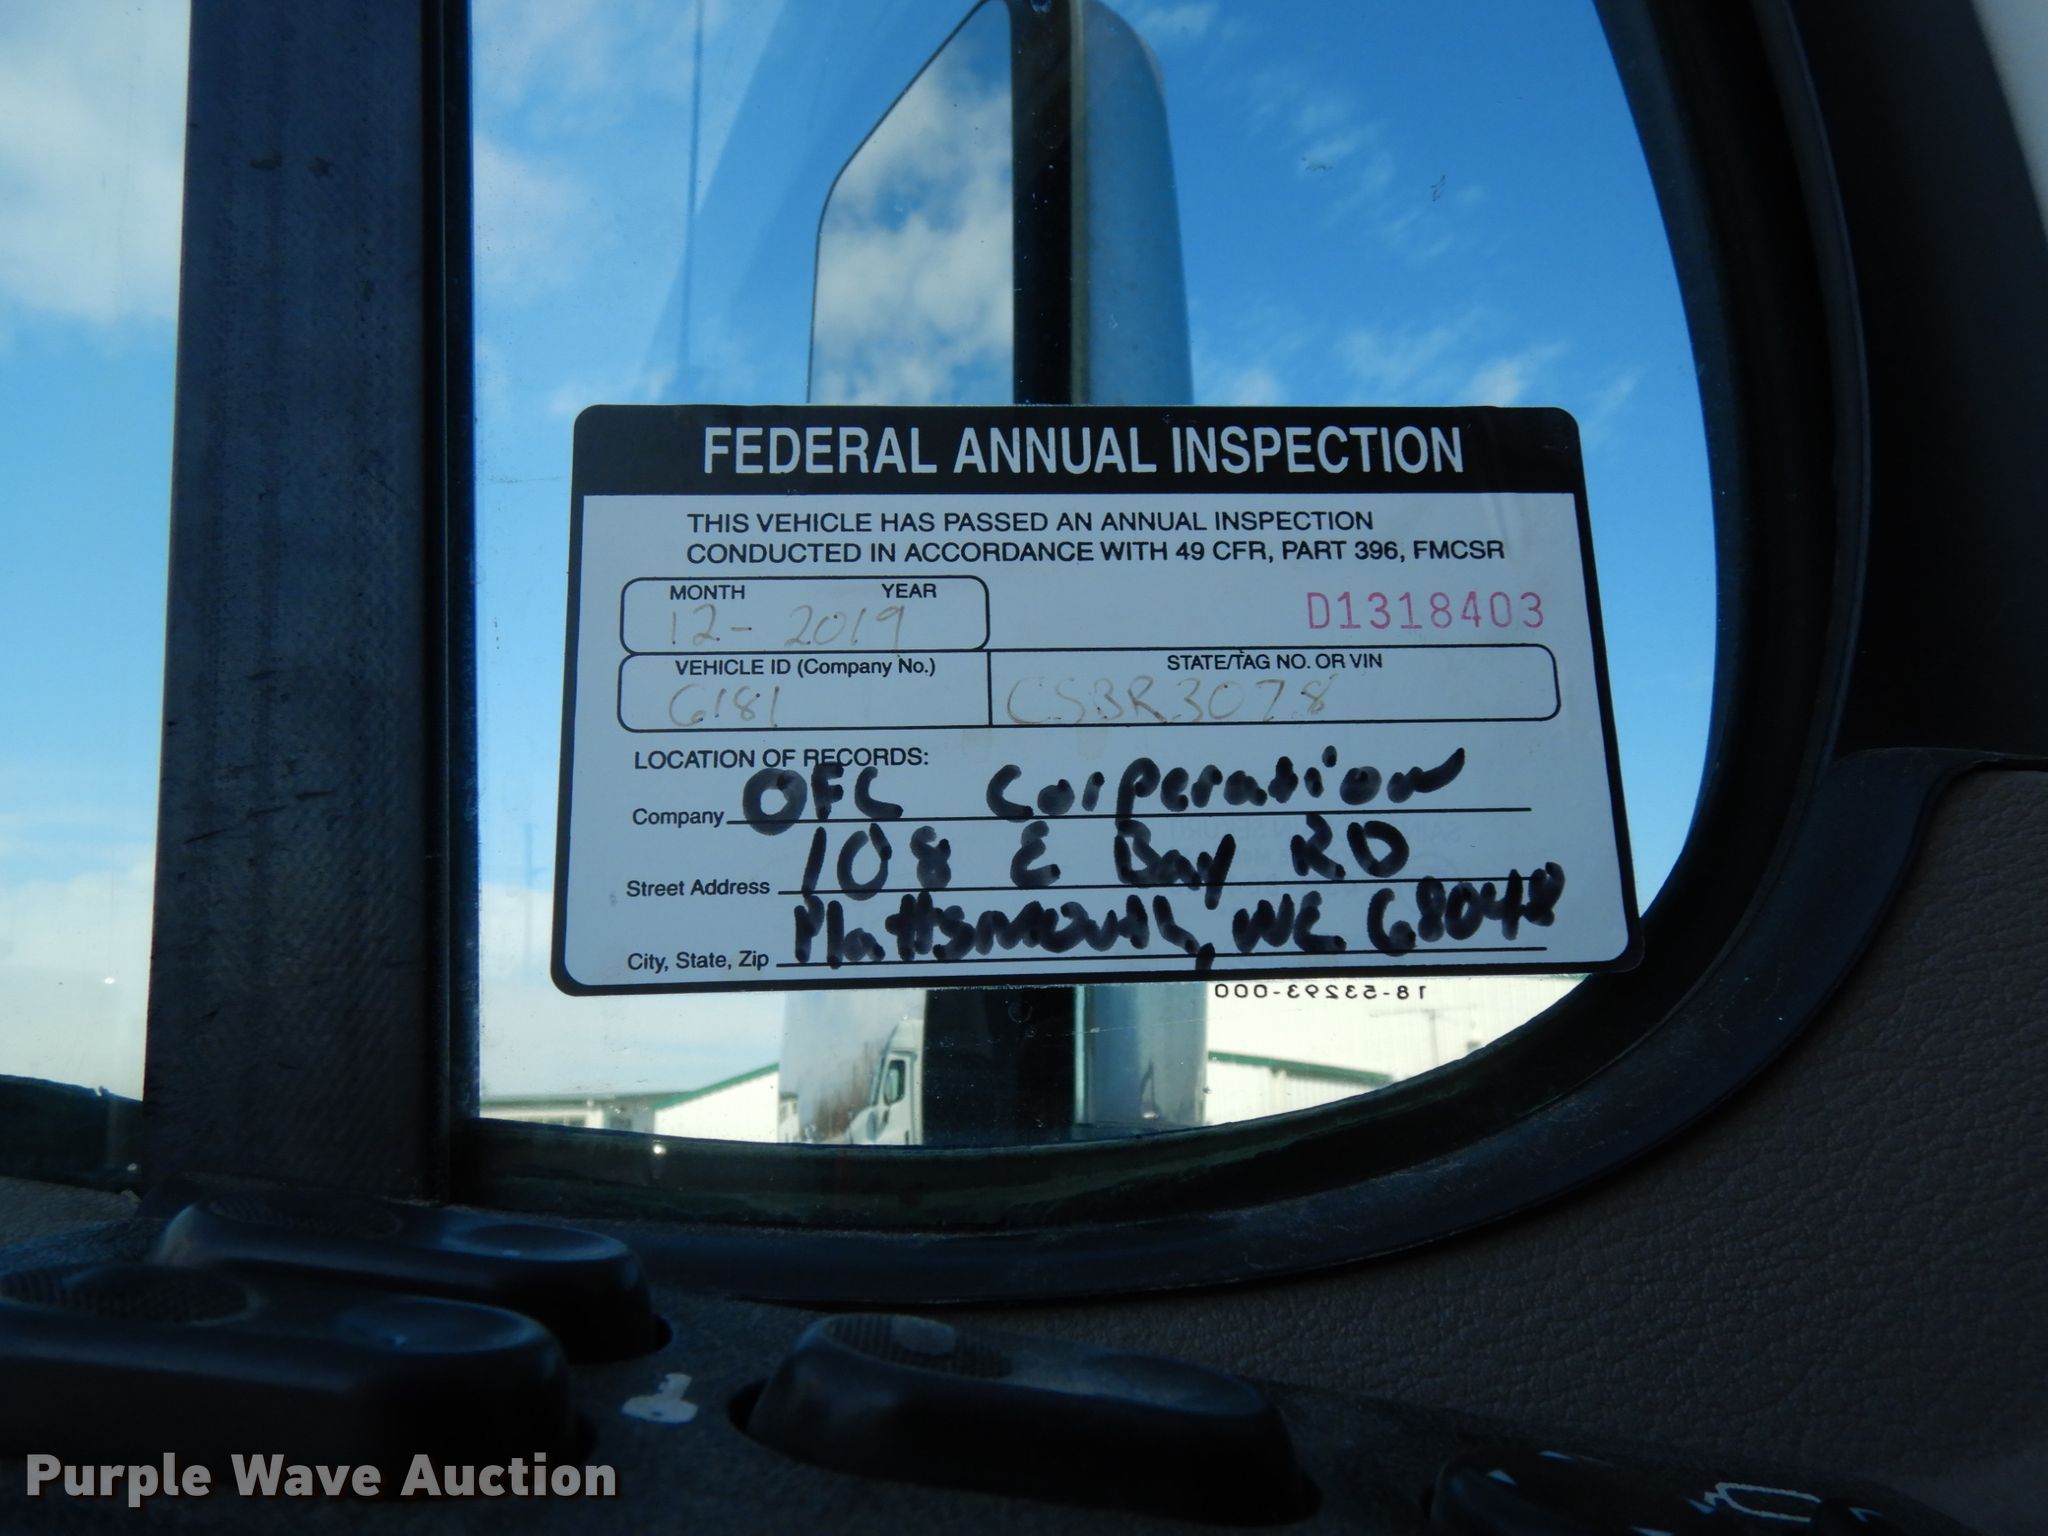 FEDERAL ANNUAL INSPECTION
THIS VEHICLE HAS PASSED AN ANNUAL INSPECTION
CONDUCTED IN ACCORDANCE WITH 49 CFR, PART 396, FMCSR
MONTH YEAR
12- 2019
D1318403
VEHICLE ID (Company No.)
6181
STATE/TAG NO. OR VIN
CSBR3078
LOCATION OF RECORDS:
Company OFC Corporation
Street Address 108 E Bay RD
City, State, Zip Plattsmouth, NE 68048
18-53293-000
Purple Wave Auction